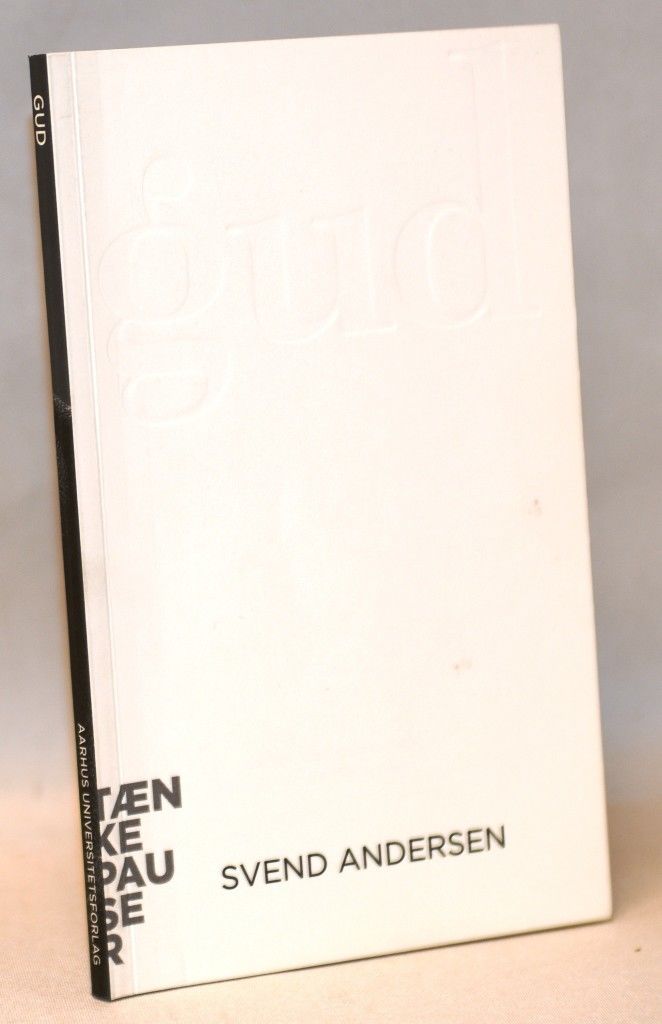 GUD
AARHUS UNIVERSITETSFORLAG
gud
TÆN
KE
PAU
SE
R
SVEND ANDERSEN